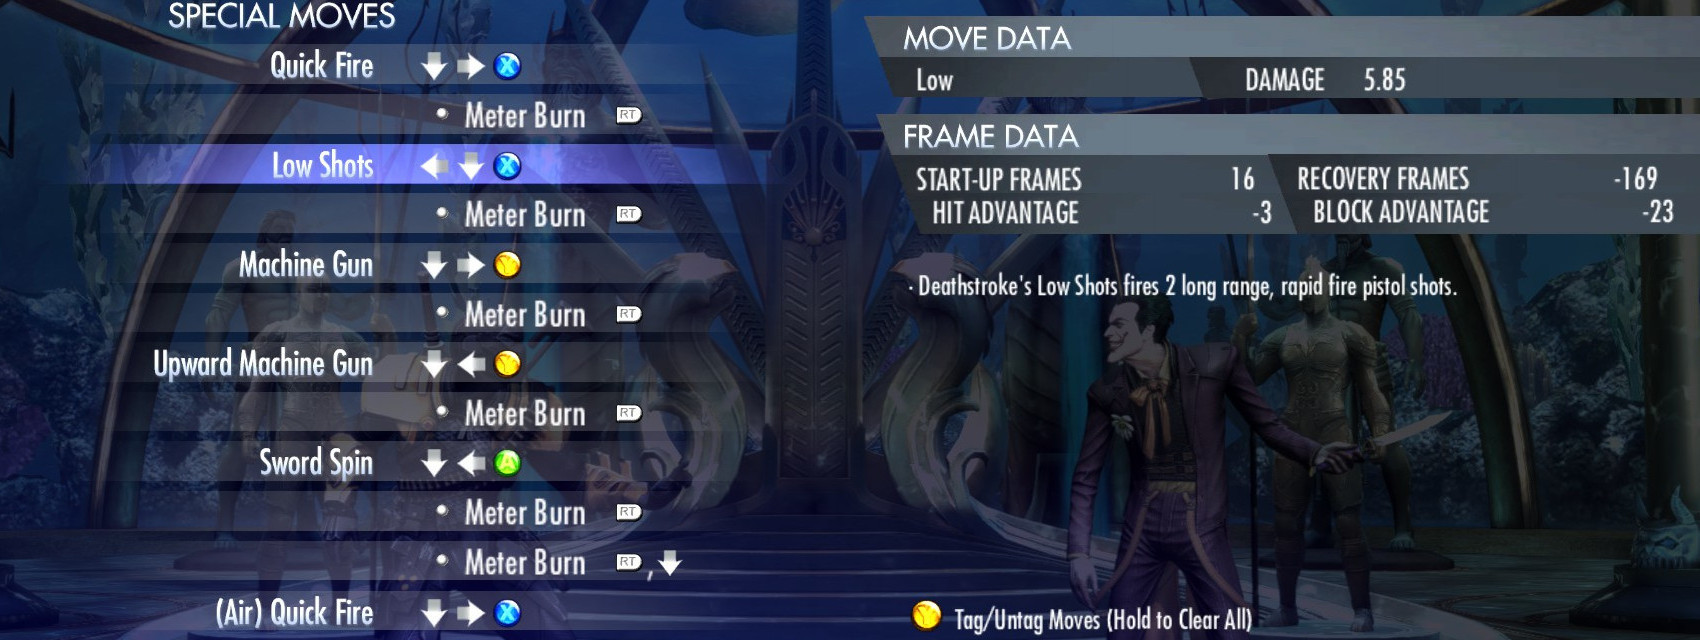 SPECIAL MOVES
Quick Fire X
• Meter Burn RT
Low Shots X
• Meter Burn RT
Machine Gun Y
• Meter Burn RT
Upward Machine Gun Y
• Meter Burn RT
Sword Spin A
• Meter Burn RT
• Meter Burn RT ,
(Air) Quick Fire X
MOVE DATA
Low DAMAGE 5.85
FRAME DATA
START-UP FRAMES 16 RECOVERY FRAMES -169
HIT ADVANTAGE -3 BLOCK ADVANTAGE -23
· Deathstroke's Low Shots fires 2 long range, rapid fire pistol shots.
Y Tag/Untag Moves (Hold to Clear All)